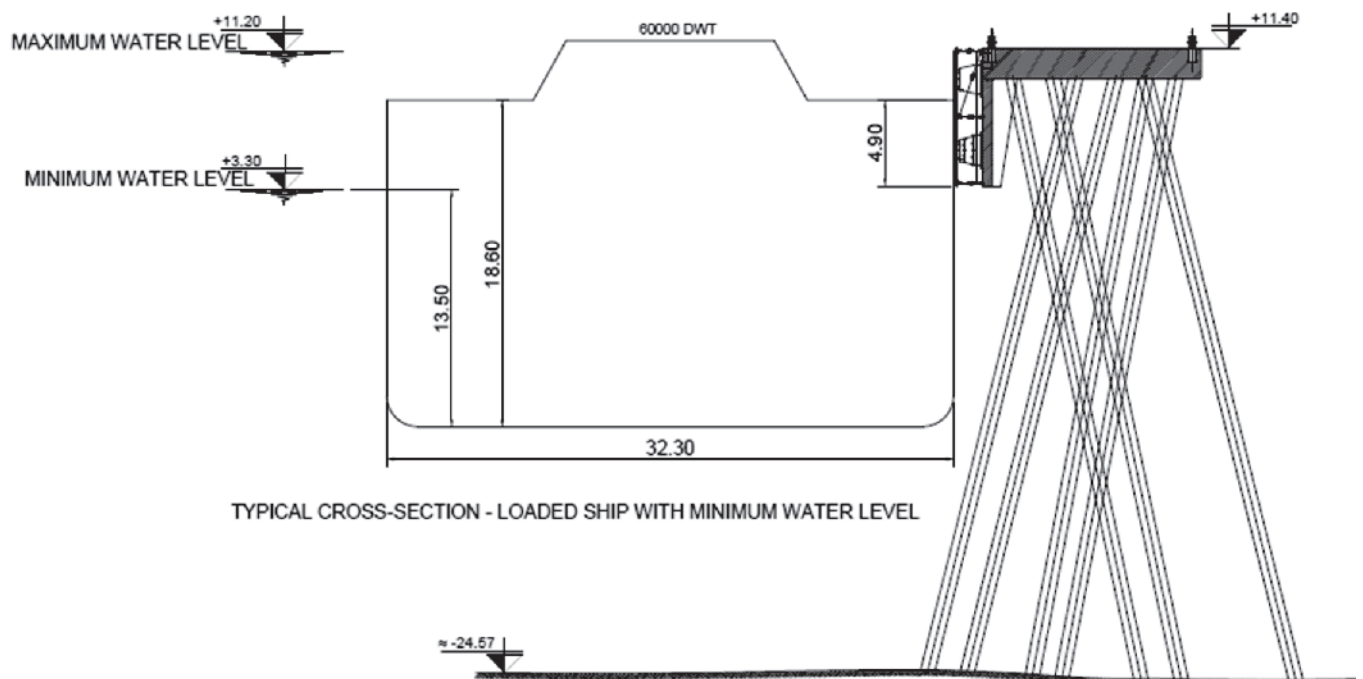 +11.20
MAXIMUM WATER LEVEL
60000 DWT
+11.40
+3.30
MINIMUM WATER LEVEL
4.90
18.60
13.50
32.30
TYPICAL CROSS-SECTION - LOADED SHIP WITH MINIMUM WATER LEVEL
≈ -24.57